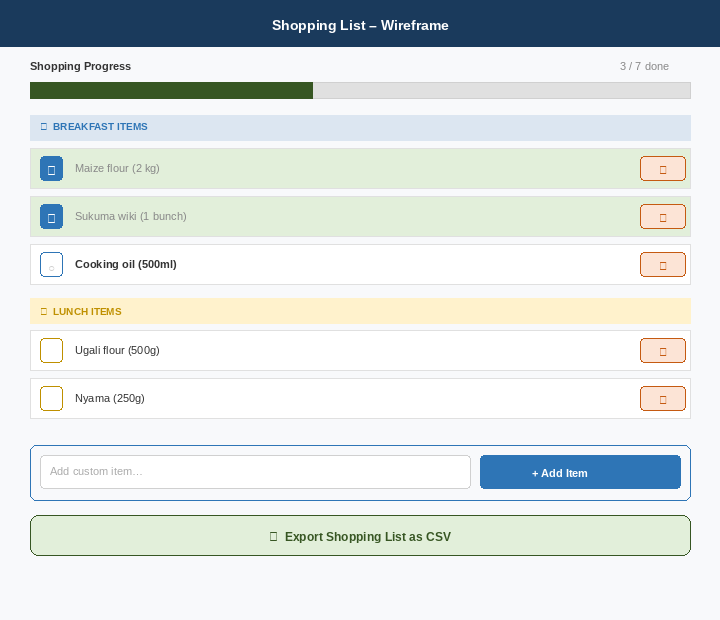 Shopping List – Wireframe
Shopping Progress 3 / 7 done
BREAKFAST ITEMS
Maize flour (2 kg)
Sukuma wiki (1 bunch)
Cooking oil (500ml)
LUNCH ITEMS
Ugali flour (500g)
Nyama (250g)
Add custom item... + Add Item
Export Shopping List as CSV